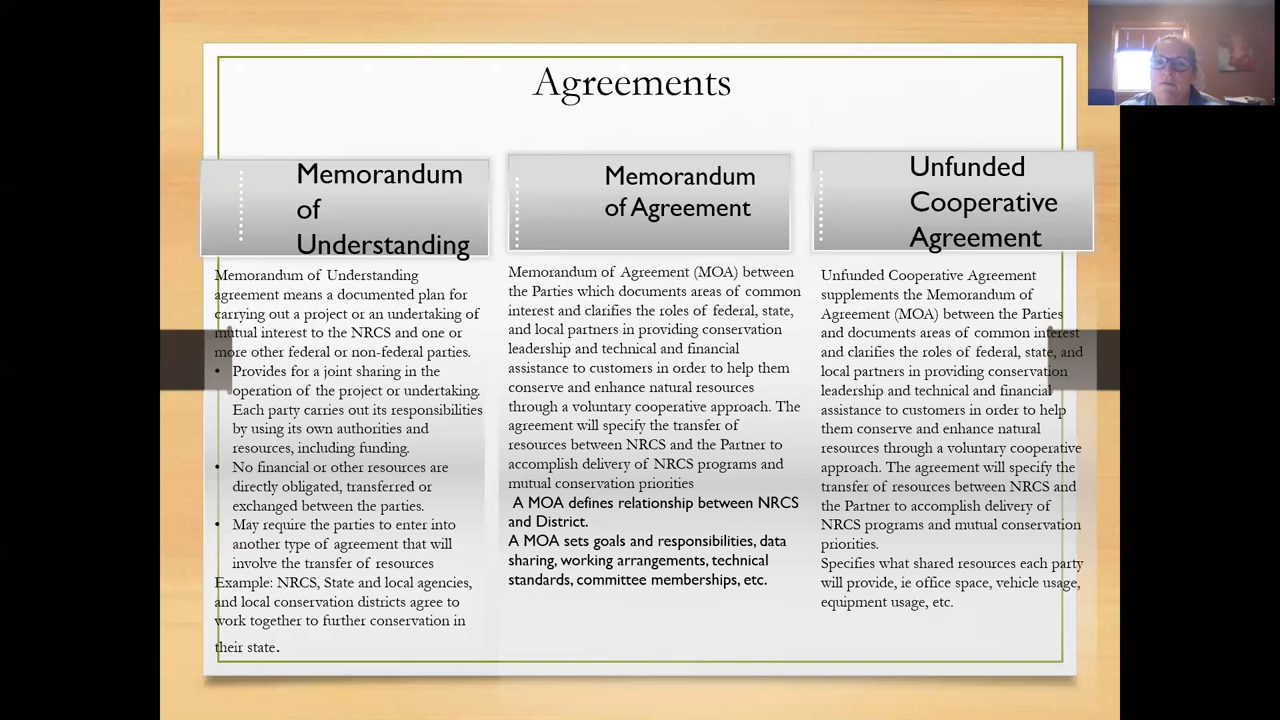 Agreements
Memorandum
of
Understanding
Memorandum of Understanding
agreement means a documented plan for
carrying out a project or an undertaking of
mutual interest to the NRCS and one or
more other federal or non-federal parties.
• Provides for a joint sharing in the
operation of the project or undertaking.
Each party carries out its responsibilities
by using its own authorities and
resources, including funding.
• No financial or other resources are
directly obligated, transferred or
exchanged between the parties.
• May require the parties to enter into
another type of agreement that will
involve the transfer of resources
Example: NRCS, State and local agencies,
and local conservation districts agree to
work together to further conservation in
their state.
Memorandum
of Agreement
Memorandum of Agreement (MOA) between
the Parties which documents areas of common
interest and clarifies the roles of federal, state,
and local partners in providing conservation
leadership and technical and financial
assistance to customers in order to help them
conserve and enhance natural resources
through a voluntary cooperative approach. The
agreement will specify the transfer of
resources between NRCS and the Partner to
accomplish delivery of NRCS programs and
mutual conservation priorities
A MOA defines relationship between NRCS
and District.
A MOA sets goals and responsibilities, data
sharing, working arrangements, technical
standards, committee memberships, etc.
Unfunded
Cooperative
Agreement
Unfunded Cooperative Agreement
supplements the Memorandum of
Agreement (MOA) between the Parties
and documents areas of common interest
and clarifies the roles of federal, state, and
local partners in providing conservation
leadership and technical and financial
assistance to customers in order to help
them conserve and enhance natural
resources through a voluntary cooperative
approach. The agreement will specify the
transfer of resources between NRCS and
the Partner to accomplish delivery of
NRCS programs and mutual conservation
priorities.
Specifies what shared resources each party
will provide, ie office space, vehicle usage,
equipment usage, etc.